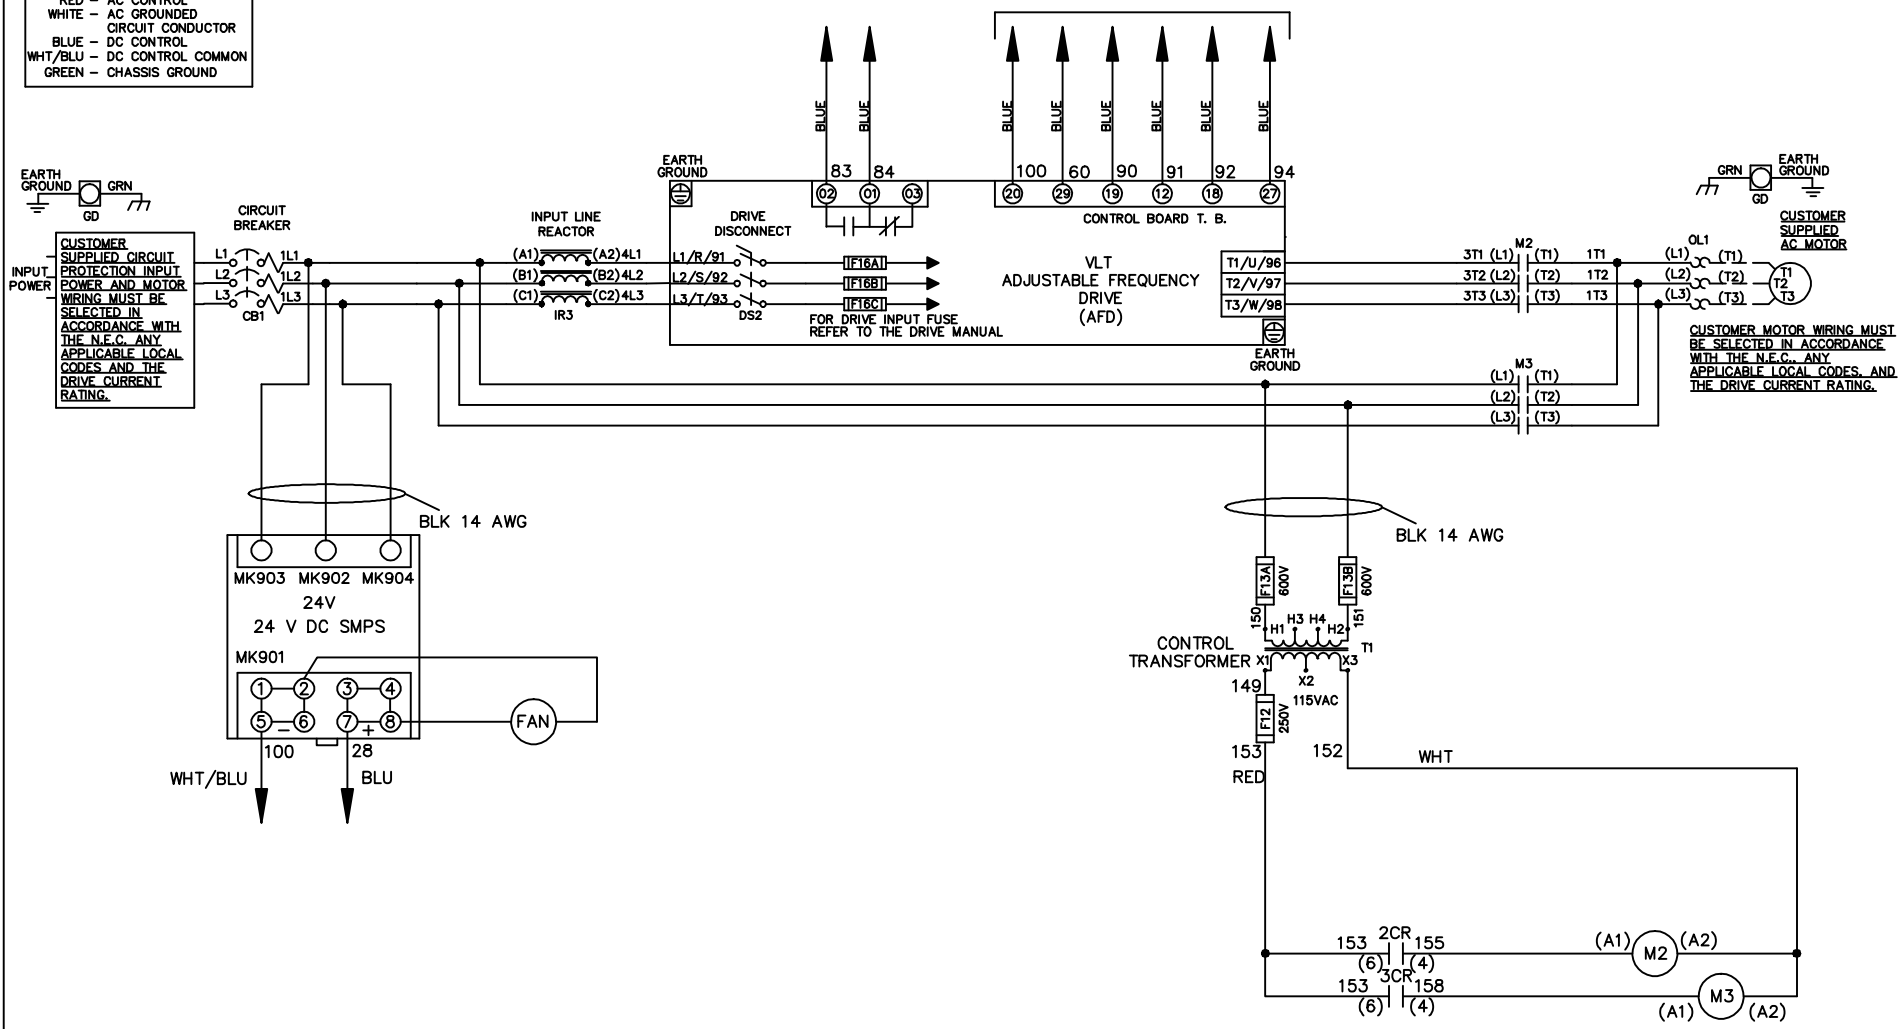 RED – AC CONTROL
WHITE – AC GROUNDED
CIRCUIT CONDUCTOR
BLUE – DC CONTROL
WHT/BLU – DC CONTROL COMMON
GREEN – CHASSIS GROUND
EARTH
GROUND
GRN
GD
CUSTOMER
SUPPLIED CIRCUIT
PROTECTION INPUT
POWER AND MOTOR
WIRING MUST BE
SELECTED IN
ACCORDANCE WITH
THE N.E.C. ANY
APPLICABLE LOCAL
CODES AND THE
DRIVE CURRENT
RATING.
INPUT
POWER
CIRCUIT
BREAKER
L1 1L1
L2 1L2
L3 1L3
CB1
INPUT LINE
REACTOR
(A1) (A2) 4L1
(B1) (B2) 4L2
(C1) (C2) 4L3
IR3
EARTH
GROUND
L1/R/91
L2/S/92
L3/T/93
DRIVE
DISCONNECT
DS2
F16A
F16B
F16C
FOR DRIVE INPUT FUSE
REFER TO THE DRIVE MANUAL
BLUE BLUE
83 84
02 01 03
BLUE BLUE BLUE BLUE BLUE BLUE
100 60 90 91 92 94
20 29 19 12 18 27
CONTROL BOARD T. B.
VLT
ADJUSTABLE FREQUENCY
DRIVE
(AFD)
T1/U/96
T2/V/97
T3/W/98
EARTH
GROUND
M2
3T1 (L1) (T1) 1T1
3T2 (L2) (T2) 1T2
3T3 (L3) (T3) 1T3
OL1
(L1) (T1)
(L2) (T2)
(L3) (T3)
T1
T2
T3
GRN
EARTH
GROUND
GD
CUSTOMER
SUPPLIED
AC MOTOR
CUSTOMER MOTOR WIRING MUST
BE SELECTED IN ACCORDANCE
WITH THE N.E.C., ANY
APPLICABLE LOCAL CODES, AND
THE DRIVE CURRENT RATING.
M3
(L1) (T1)
(L2) (T2)
(L3) (T3)
BLK 14 AWG
MK903 MK902 MK904
24V
24 V DC SMPS
MK901
1 2 3 4
5 6 7 8
– +
100 28
WHT/BLU BLU
FAN
BLK 14 AWG
F13A 600V
F13B 600V
150 151
H1 H3 H4 H2
CONTROL
TRANSFORMER
T1
X1 X2 X3
115VAC
149
F12 250V
153 152
RED
WHT
2CR
153 155
(6) (4)
(A1) M2 (A2)
3CR
153 158
(6) (4)
(A1) M3 (A2)